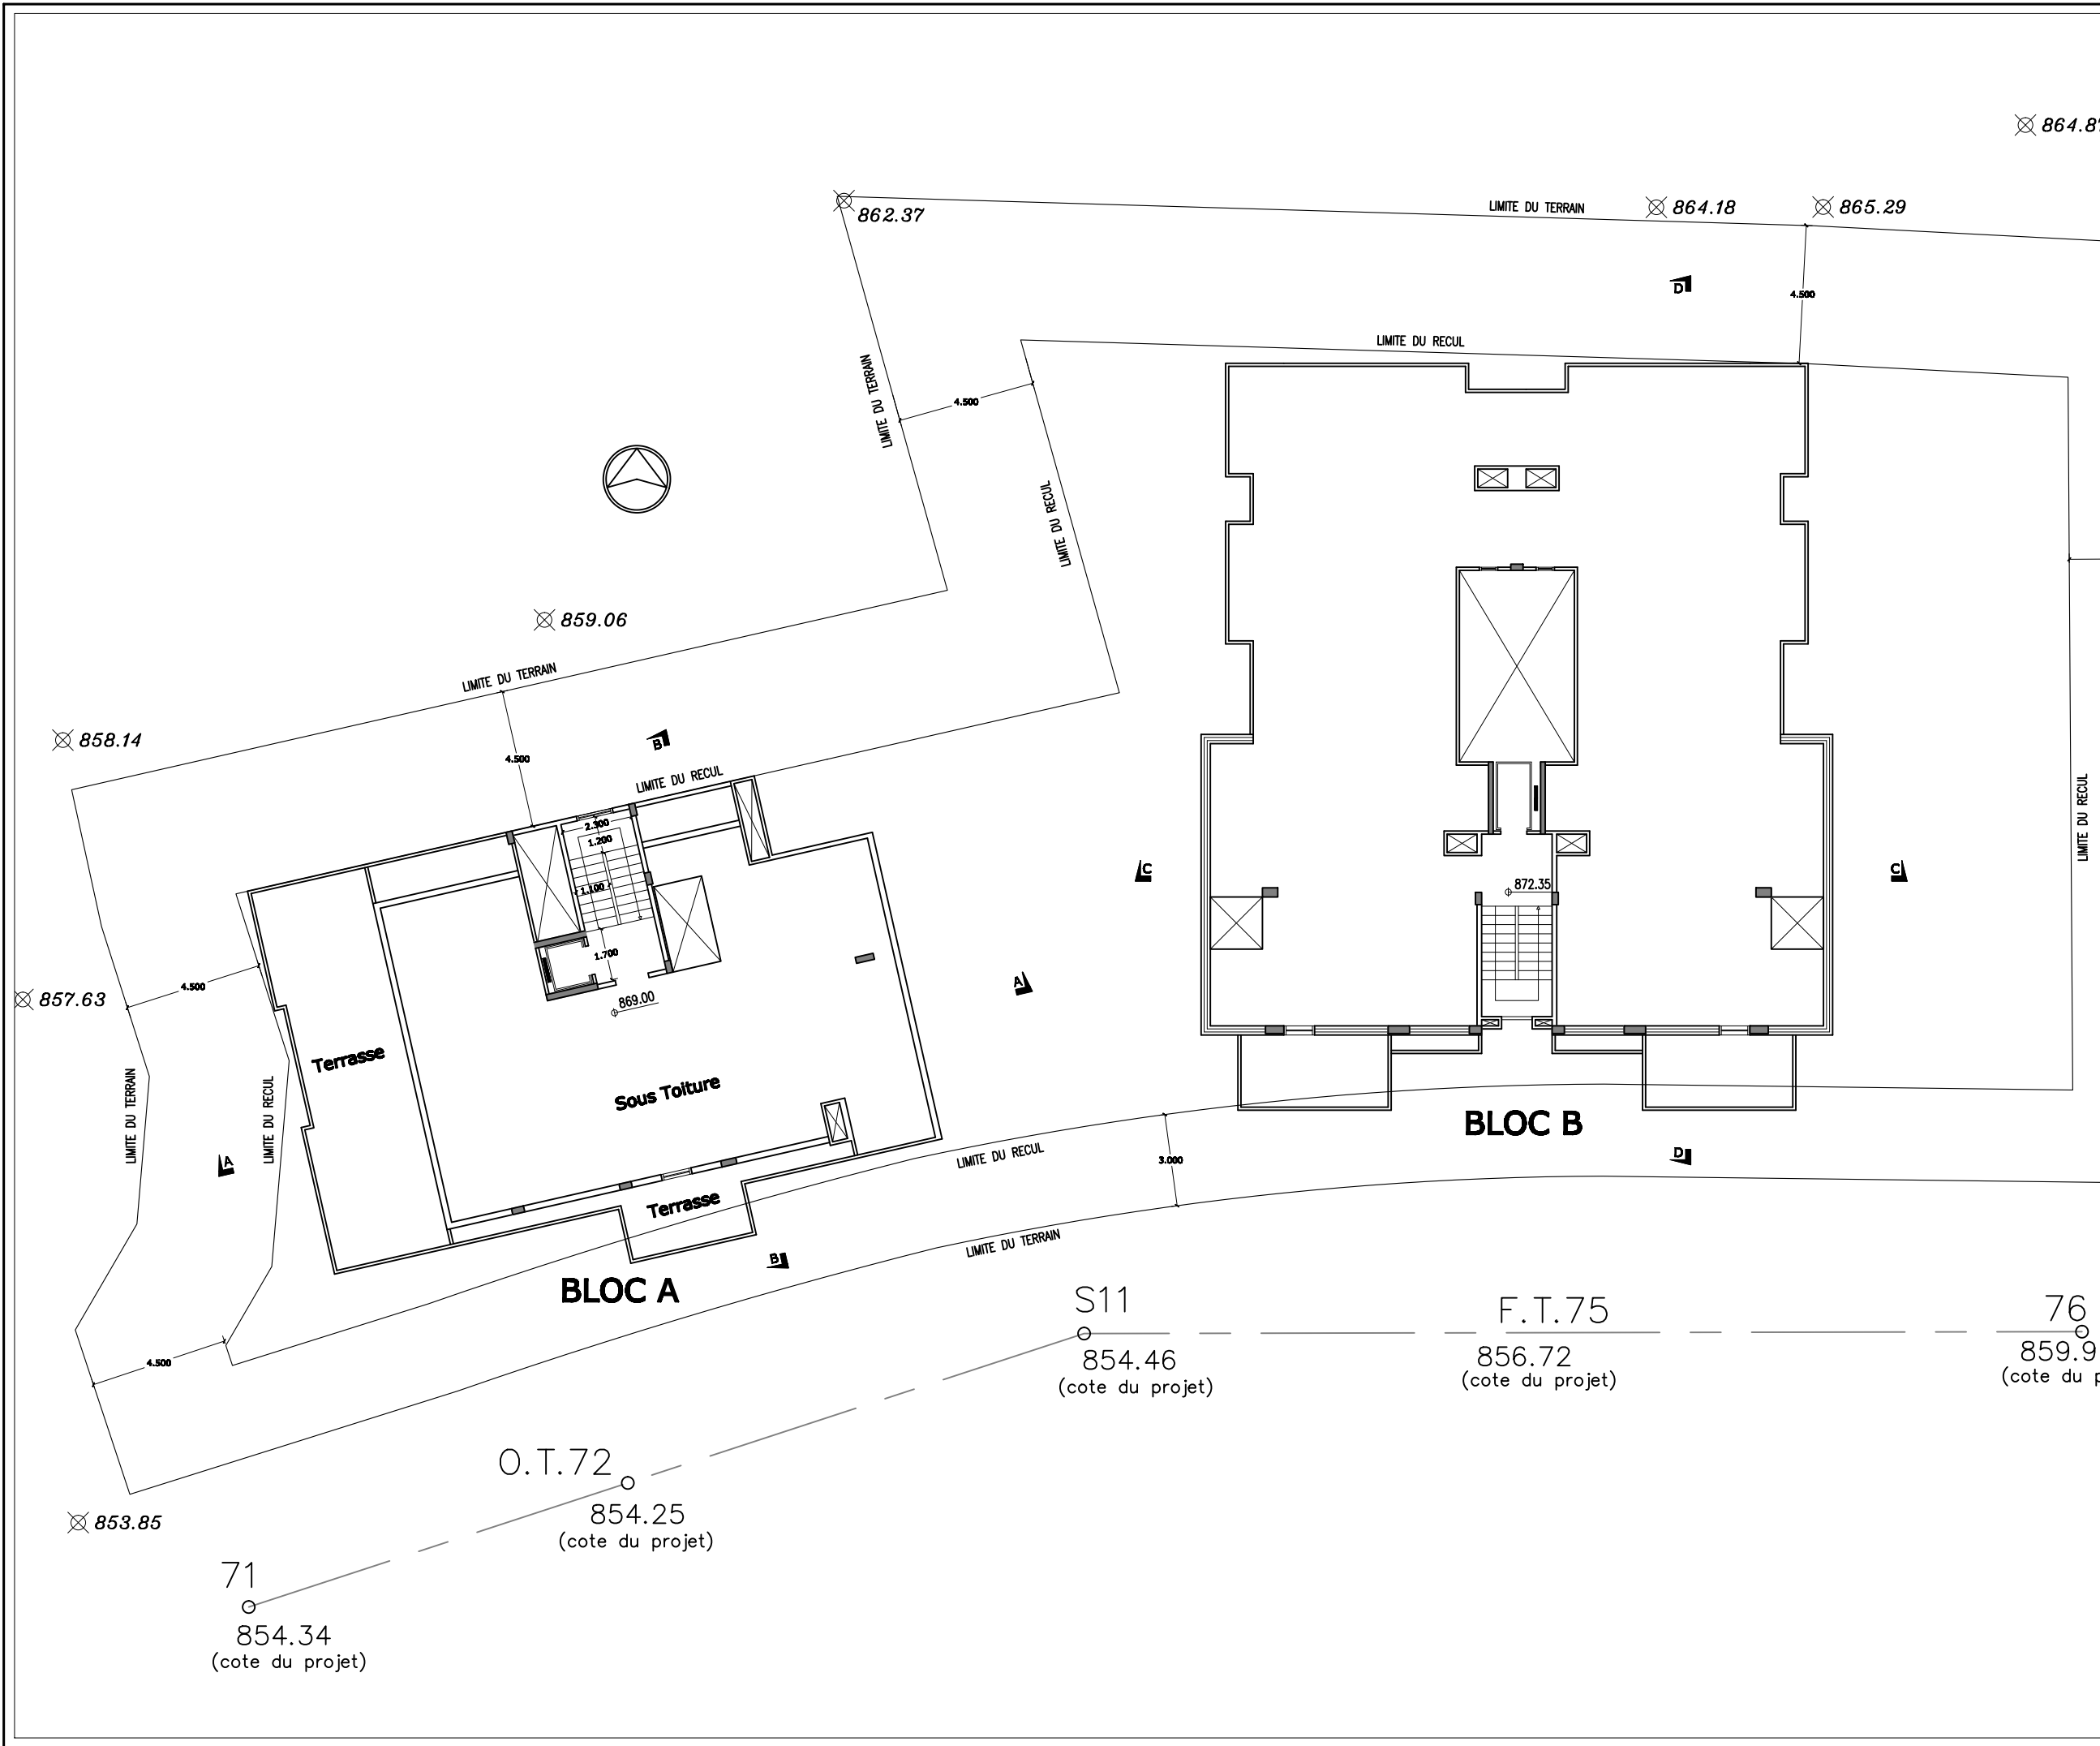 864.8
862.37
LIMITE DU TERRAIN
864.18
865.29
D
4.500
LIMITE DU RECUL
LIMITE DU TERRAIN
4.500
LIMITE DU RECUL
859.06
LIMITE DU TERRAIN
858.14
B
4.500
LIMITE DU RECUL
2.300
1.200
1.100
1.700
869.00
857.63
4.500
Terrasse
Sous Toiture
Terrasse
LIMITE DU TERRAIN
LIMITE DU RECUL
A
A
B
BLOC A
C
872.35
C
LIMITE DU RECUL
BLOC B
D
LIMITE DU RECUL
3.000
LIMITE DU TERRAIN
4.500
S11
854.46
(cote du projet)
F.T.75
856.72
(cote du projet)
76
859.9
(cote du p
O.T.72
854.25
(cote du projet)
853.85
71
854.34
(cote du projet)